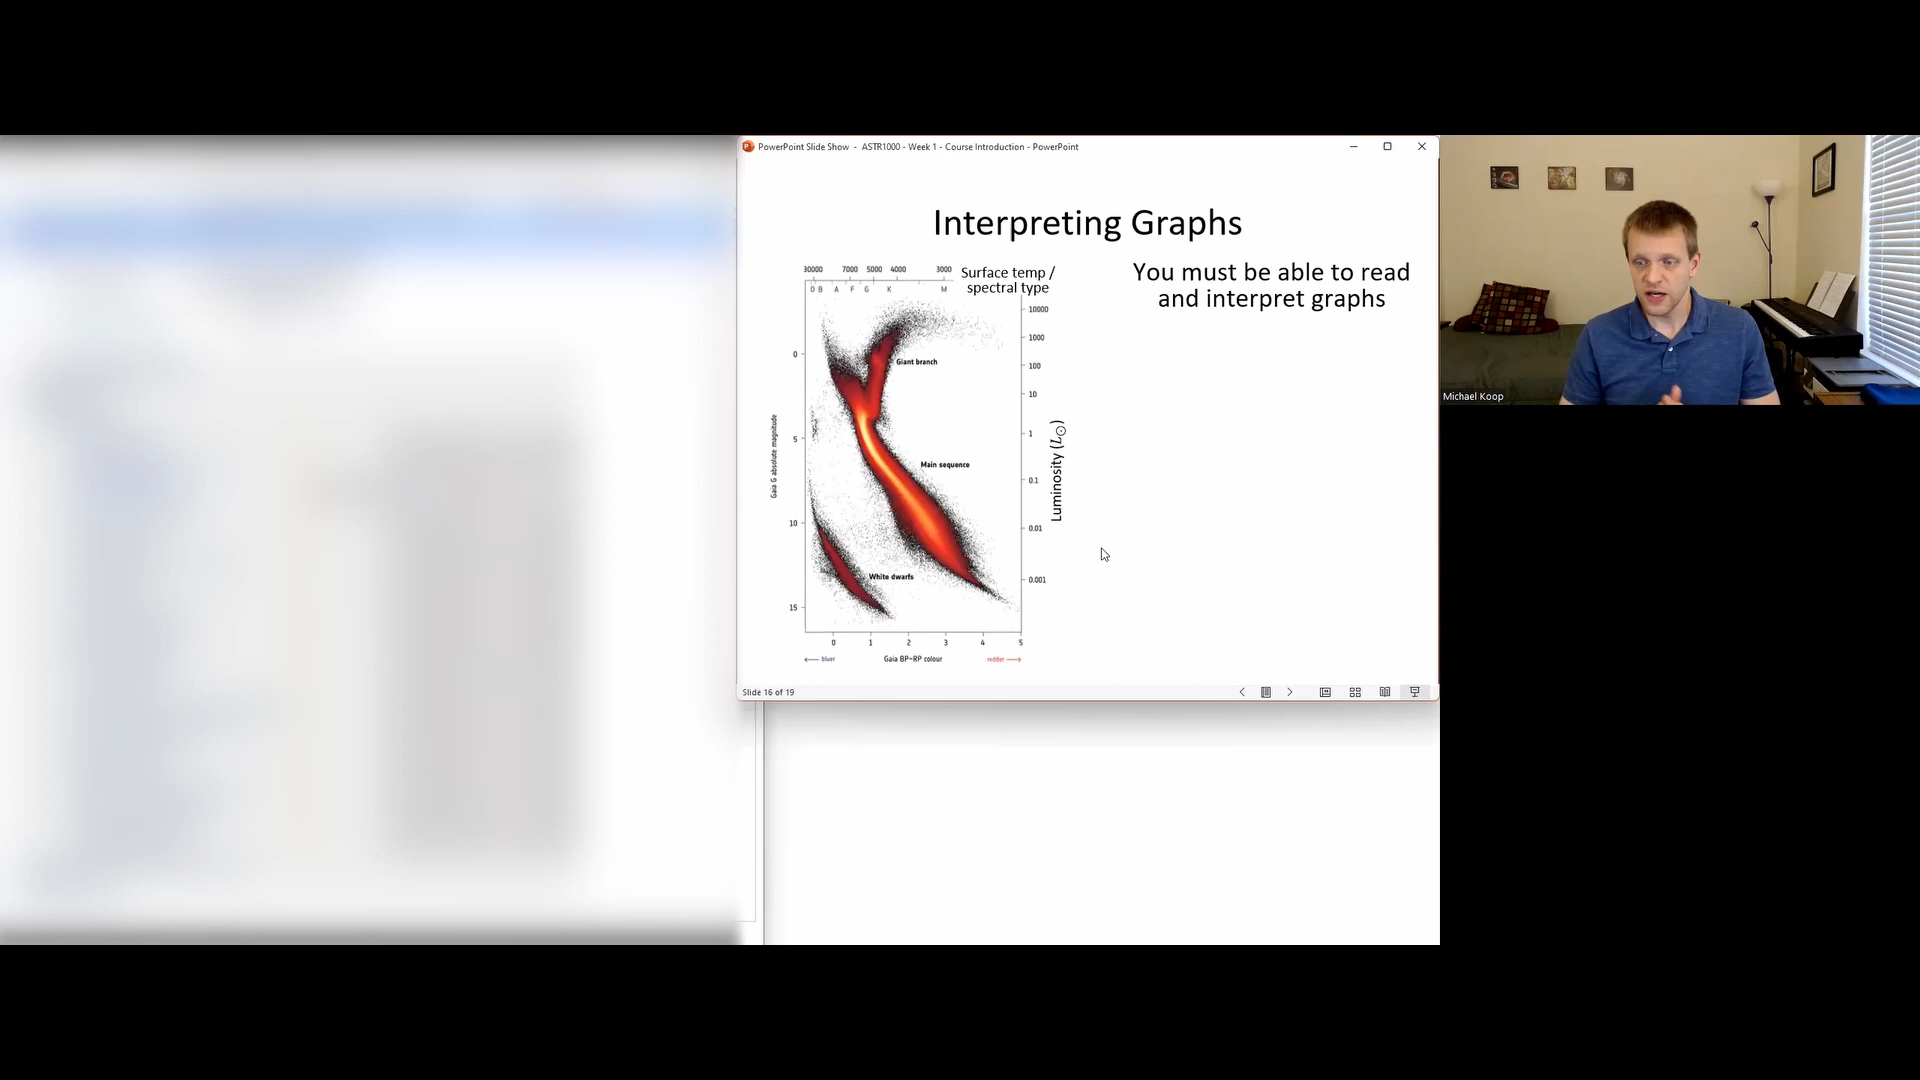 PowerPoint Slide Show - ASTR1000 - Week 1 - Course Introduction - PowerPoint
Interpreting Graphs
30000 7000 5000 4000 3000
O B A F G K M
Surface temp /
spectral type
You must be able to read
and interpret graphs
10000
1000
100
10
1
0.1
0.01
0.001
Luminosity (L☉)
0
5
10
15
Gaia G absolute magnitude
Giant branch
Main sequence
White dwarfs
0 1 2 3 4 5
bluer Gaia BP-RP colour redder
Slide 16 of 19
Michael Koop